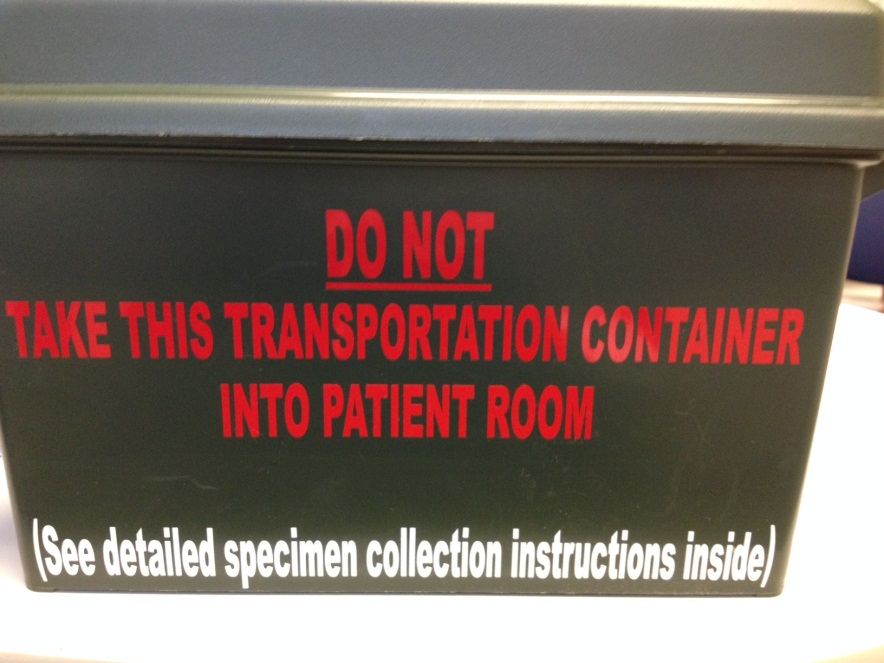 DO NOT
TAKE THIS TRANSPORTATION CONTAINER
INTO PATIENT ROOM
(See detailed specimen collection instructions inside)